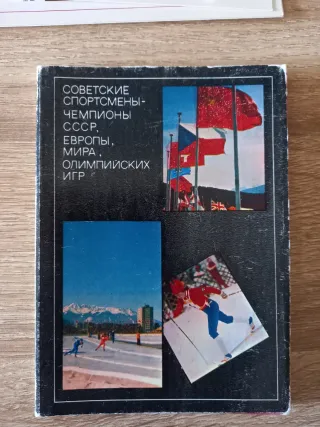 СОВЕТСКИЕ
СПОРТСМЕНЫ-
ЧЕМПИОНЫ
СССР,
ЕВРОПЫ,
МИРА,
ОЛИМПИЙСКИХ
ИГР